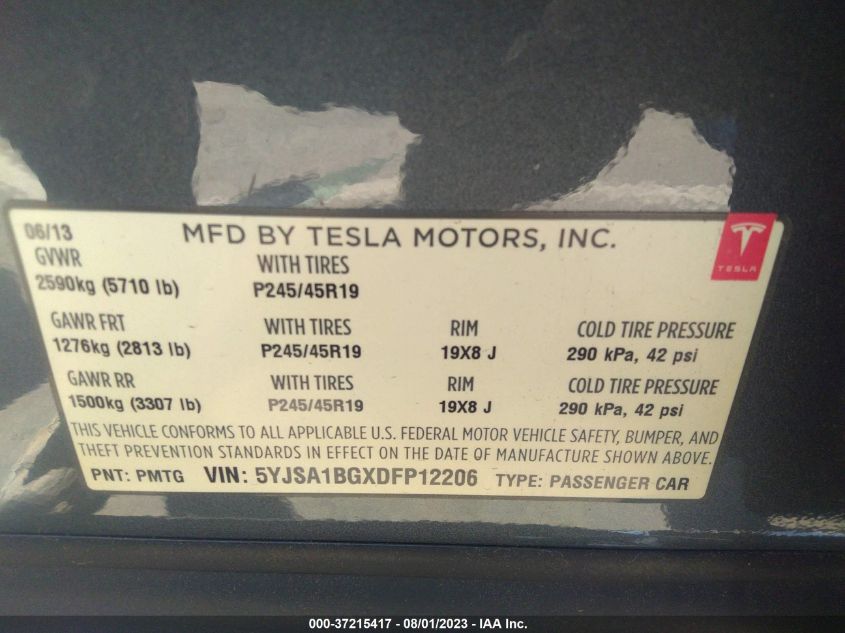 06/13 MFD BY TESLA MOTORS, INC.
TESLA
GVWR WITH TIRES
2590kg (5710 lb) P245/45R19
GAWR FRT WITH TIRES RIM COLD TIRE PRESSURE
1276kg (2813 lb) P245/45R19 19X8 J 290 kPa, 42 psi
GAWR RR WITH TIRES RIM COLD TIRE PRESSURE
1500kg (3307 lb) P245/45R19 19X8 J 290 kPa, 42 psi
THIS VEHICLE CONFORMS TO ALL APPLICABLE U.S. FEDERAL MOTOR VEHICLE SAFETY, BUMPER, AND
THEFT PREVENTION STANDARDS IN EFFECT ON THE DATE OF MANUFACTURE SHOWN ABOVE.
PNT: PMTG VIN: 5YJSA1BGXDFP12206 TYPE: PASSENGER CAR
000-37215417 - 08/01/2023 - IAA Inc.